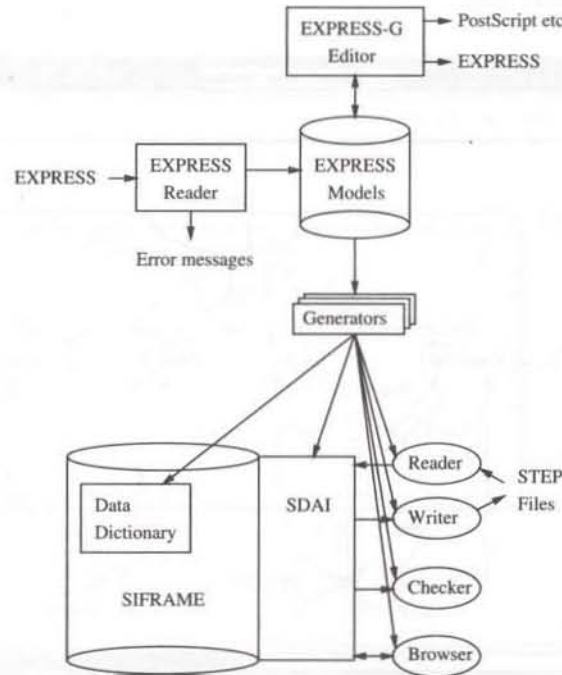 EXPRESS-G
Editor
PostScript etc
EXPRESS
EXPRESS
EXPRESS
Reader
EXPRESS
Models
Error messages
Generators
Data
Dictionary
SIFRAME
SDAI
Reader
Writer
Checker
Browser
STEP
Files